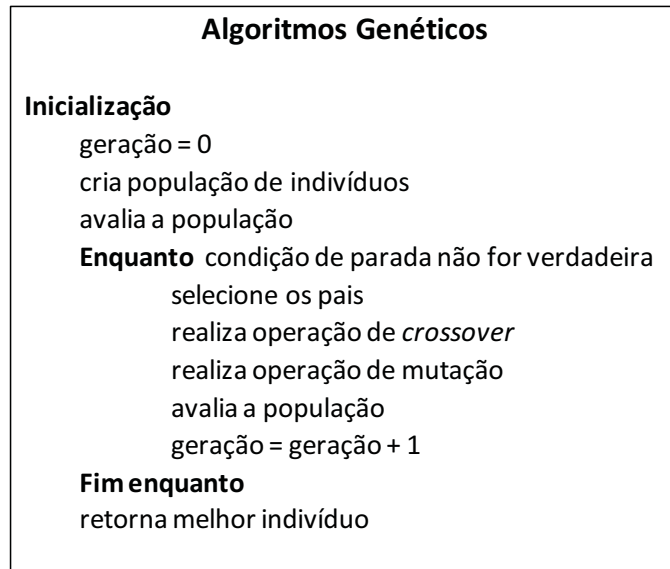 Algoritmos Genéticos
Inicialização
geração = 0
cria população de indivíduos
avalia a população
Enquanto condição de parada não for verdadeira
selecione os pais
realiza operação de crossover
realiza operação de mutação
avalia a população
geração = geração + 1
Fim enquanto
retorna melhor indivíduo